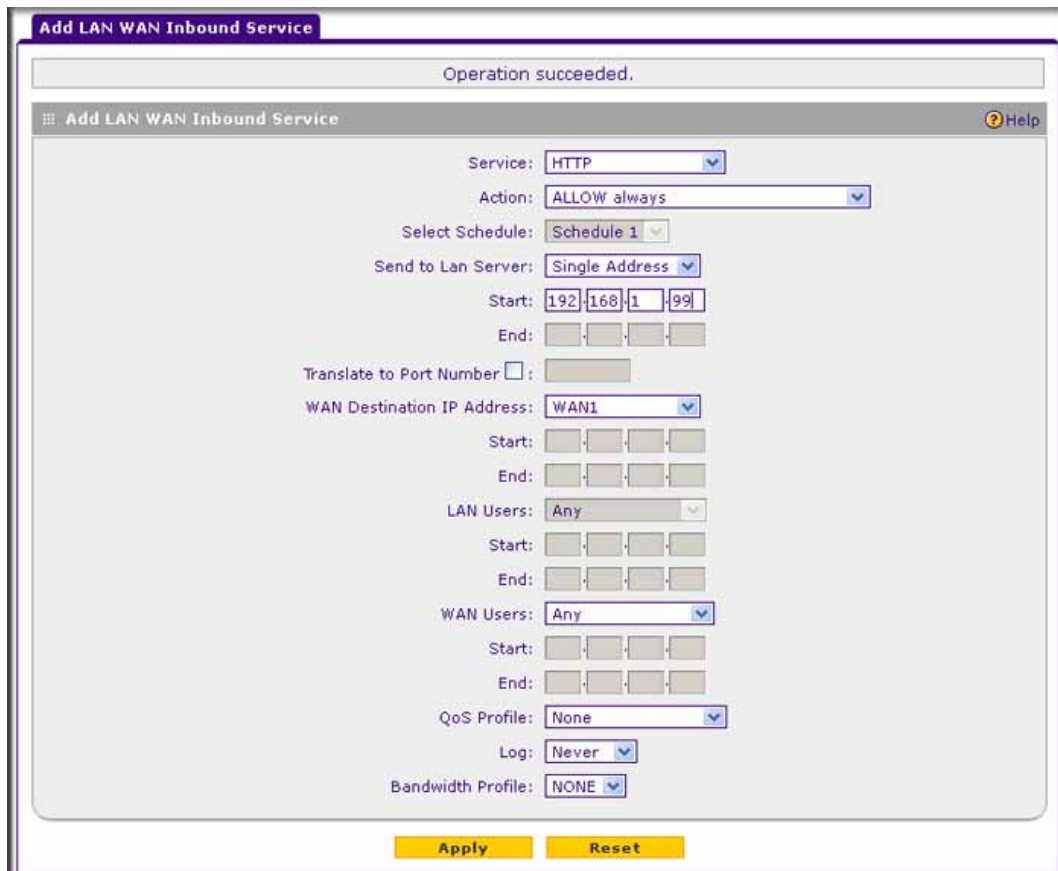 Add LAN WAN Inbound Service
Operation succeeded.
Add LAN WAN Inbound Service
? Help
Service: HTTP
Action: ALLOW always
Select Schedule: Schedule 1
Send to Lan Server: Single Address
Start: 192 . 168 . 1 . 99
End: . . .
Translate to Port Number :
WAN Destination IP Address: WAN1
Start: . . .
End: . . .
LAN Users: Any
Start: . . .
End: . . .
WAN Users: Any
Start: . . .
End: . . .
QoS Profile: None
Log: Never
Bandwidth Profile: NONE
Apply Reset